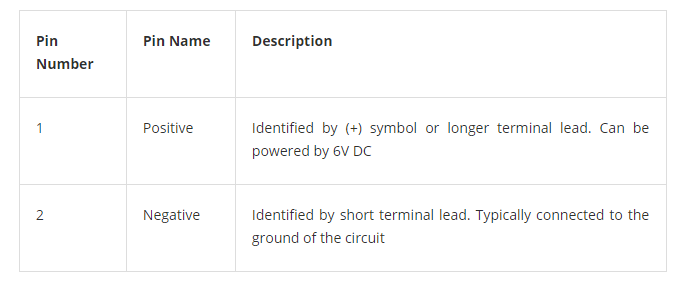 Pin Number
Pin Name
Description
1
Positive
Identified by (+) symbol or longer terminal lead. Can be
powered by 6V DC
2
Negative
Identified by short terminal lead. Typically connected to the
ground of the circuit